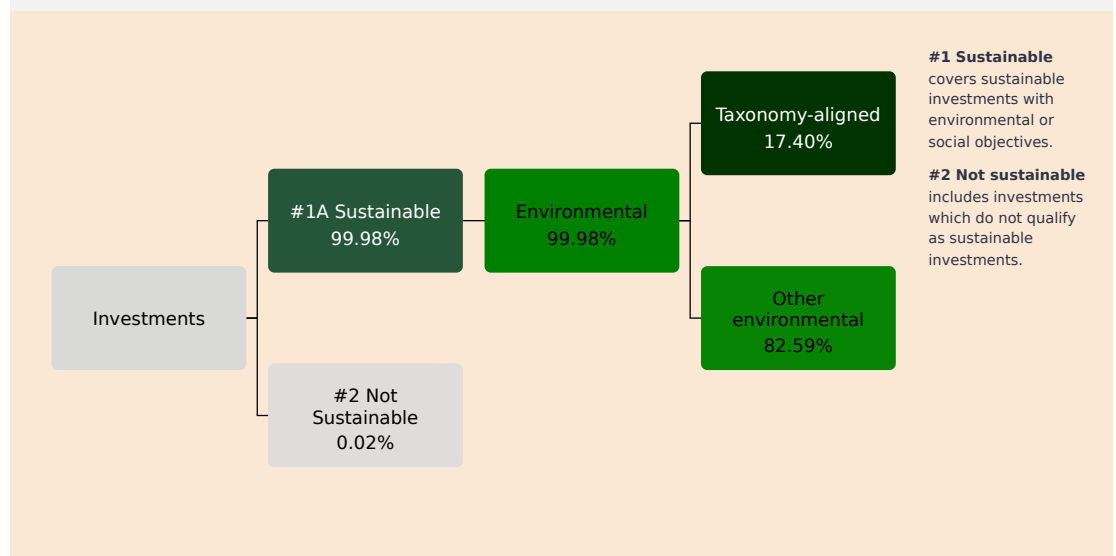 Investments
#1A Sustainable
99.98%
#2 Not
Sustainable
0.02%
Environmental
99.98%
Taxonomy-aligned
17.40%
Other
environmental
82.59%
#1 Sustainable
covers sustainable
investments with
environmental or
social objectives.
#2 Not sustainable
includes investments
which do not qualify
as sustainable
investments.